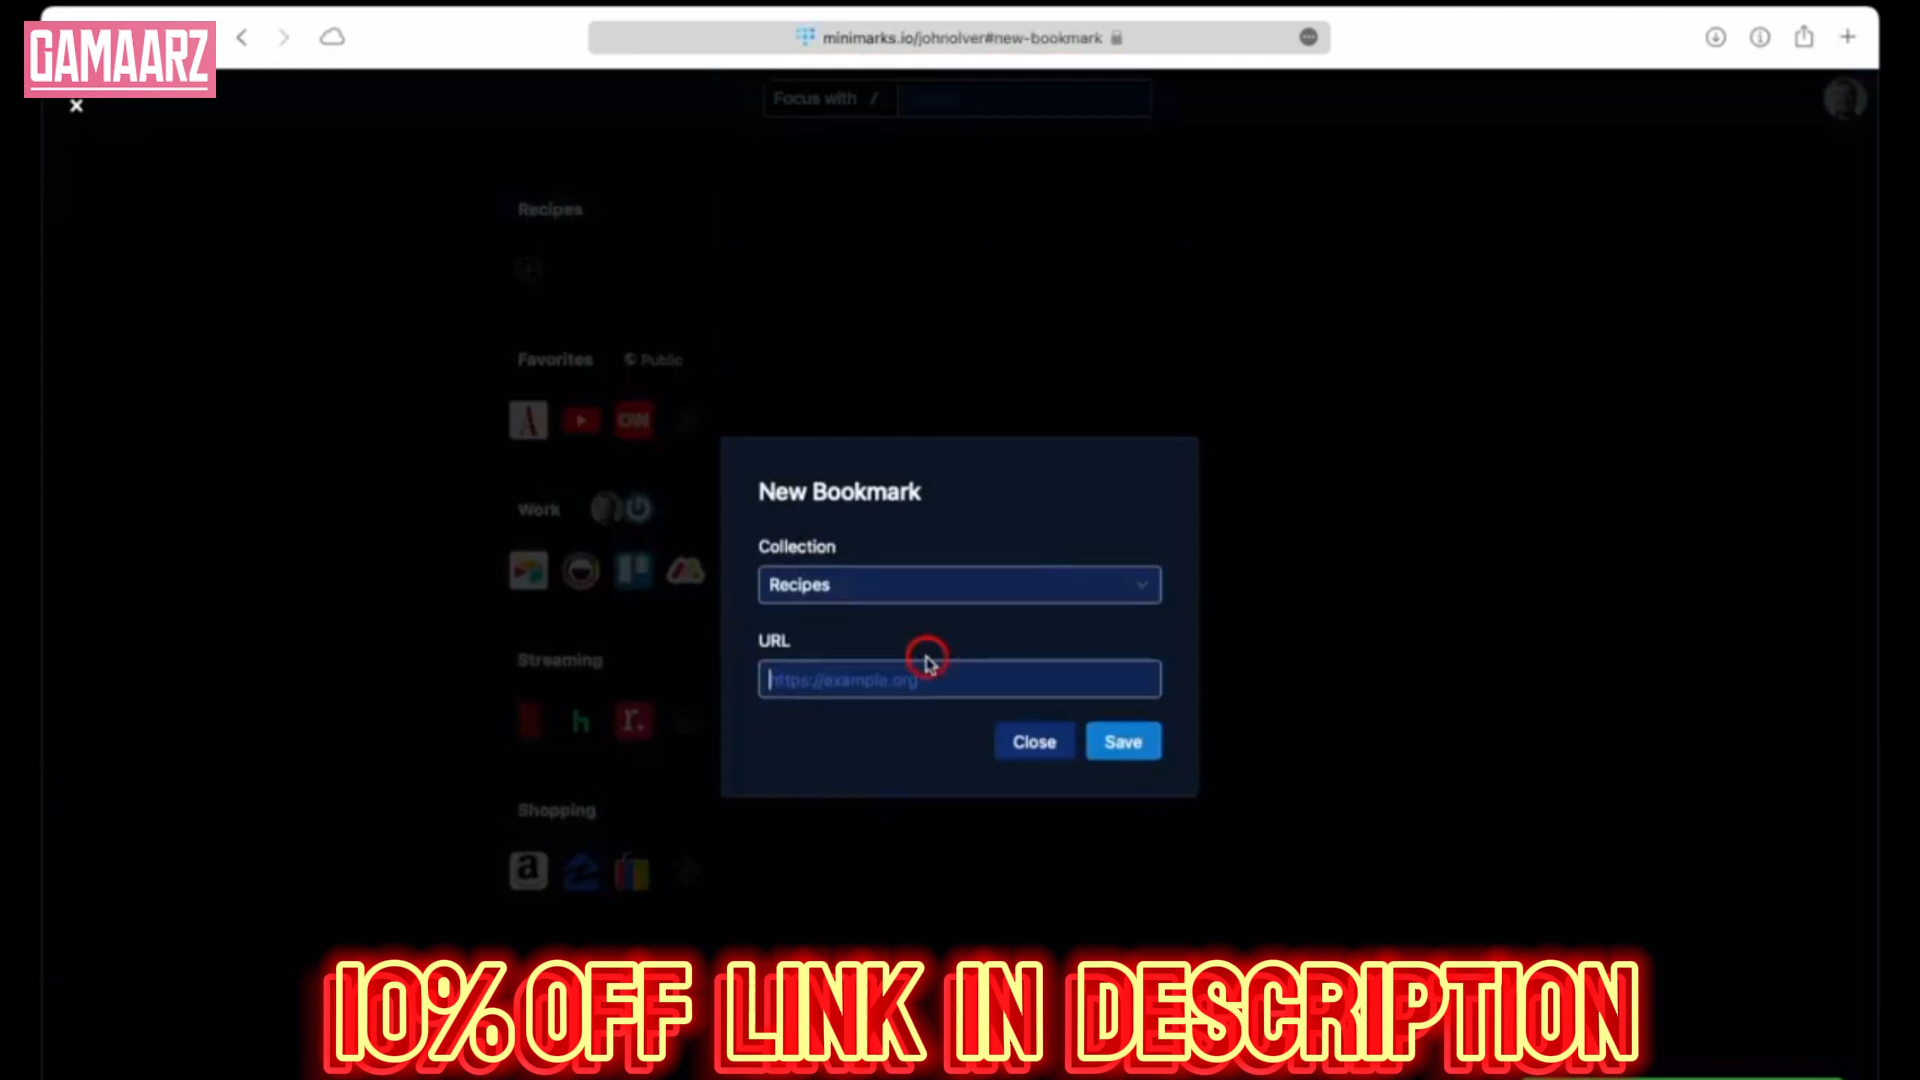 GAMAARZ
minimarks.io/johnolver#new-bookmark
Focus with /
Recipes
Favorites Public
CNN
Work
New Bookmark
Collection
Recipes
URL
https://example.org
Close Save
Streaming
h r.
Shopping
a
10% OFF LINK IN DESCRIPTION